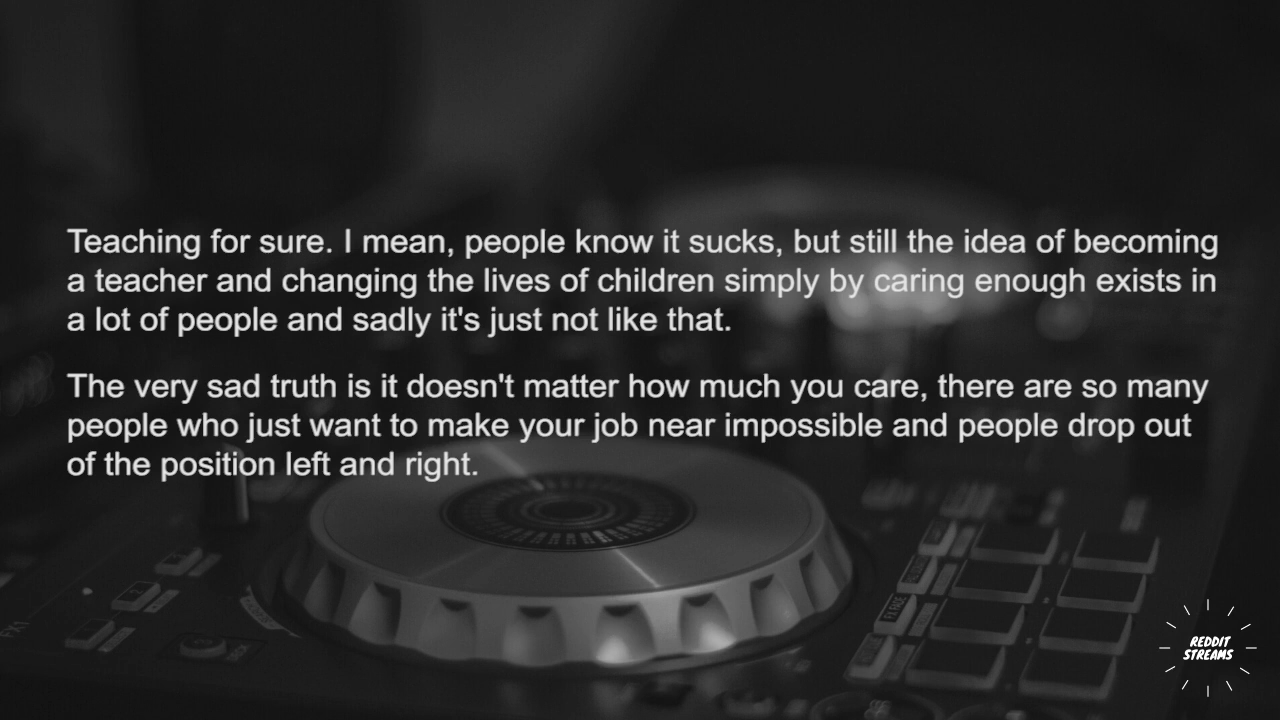 Teaching for sure. I mean, people know it sucks, but still the idea of becoming
a teacher and changing the lives of children simply by caring enough exists in
a lot of people and sadly it's just not like that.
The very sad truth is it doesn't matter how much you care, there are so many
people who just want to make your job near impossible and people drop out
of the position left and right.
FX1
REDDIT
STREAMS